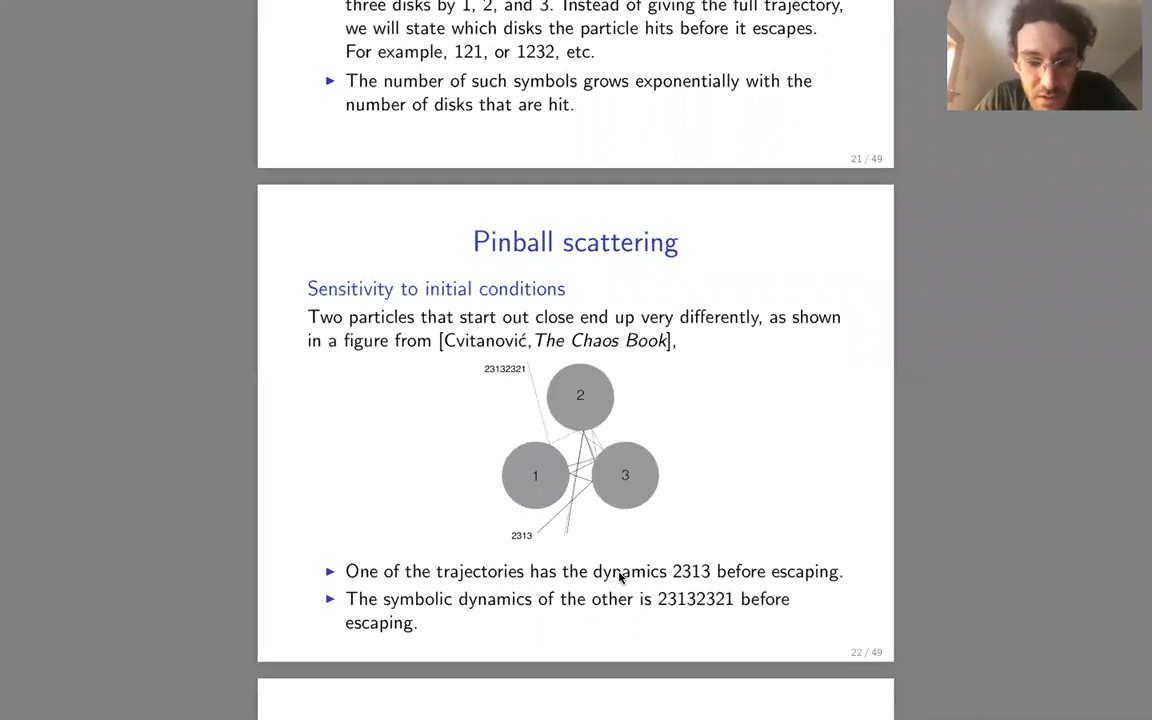 three disks by 1, 2, and 3. Instead of giving the full trajectory,
we will state which disks the particle hits before it escapes.
For example, 121, or 1232, etc.
▶ The number of such symbols grows exponentially with the
number of disks that are hit.
21 / 49
Pinball scattering
Sensitivity to initial conditions
Two particles that start out close end up very differently, as shown
in a figure from [Cvitanović, The Chaos Book],
23132321
2
1
3
2313
▶ One of the trajectories has the dynamics 2313 before escaping.
▶ The symbolic dynamics of the other is 23132321 before
escaping.
22 / 49